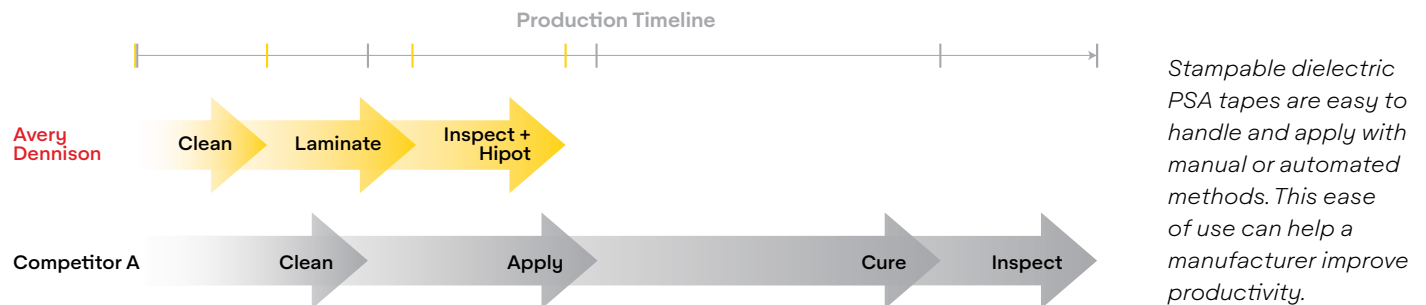 Production Timeline
Avery
Dennison
Clean
Laminate
Inspect +
Hipot
Competitor A
Clean
Apply
Cure
Inspect
Stampable dielectric
PSA tapes are easy to
handle and apply with
manual or automated
methods. This ease
of use can help a
manufacturer improve
productivity.